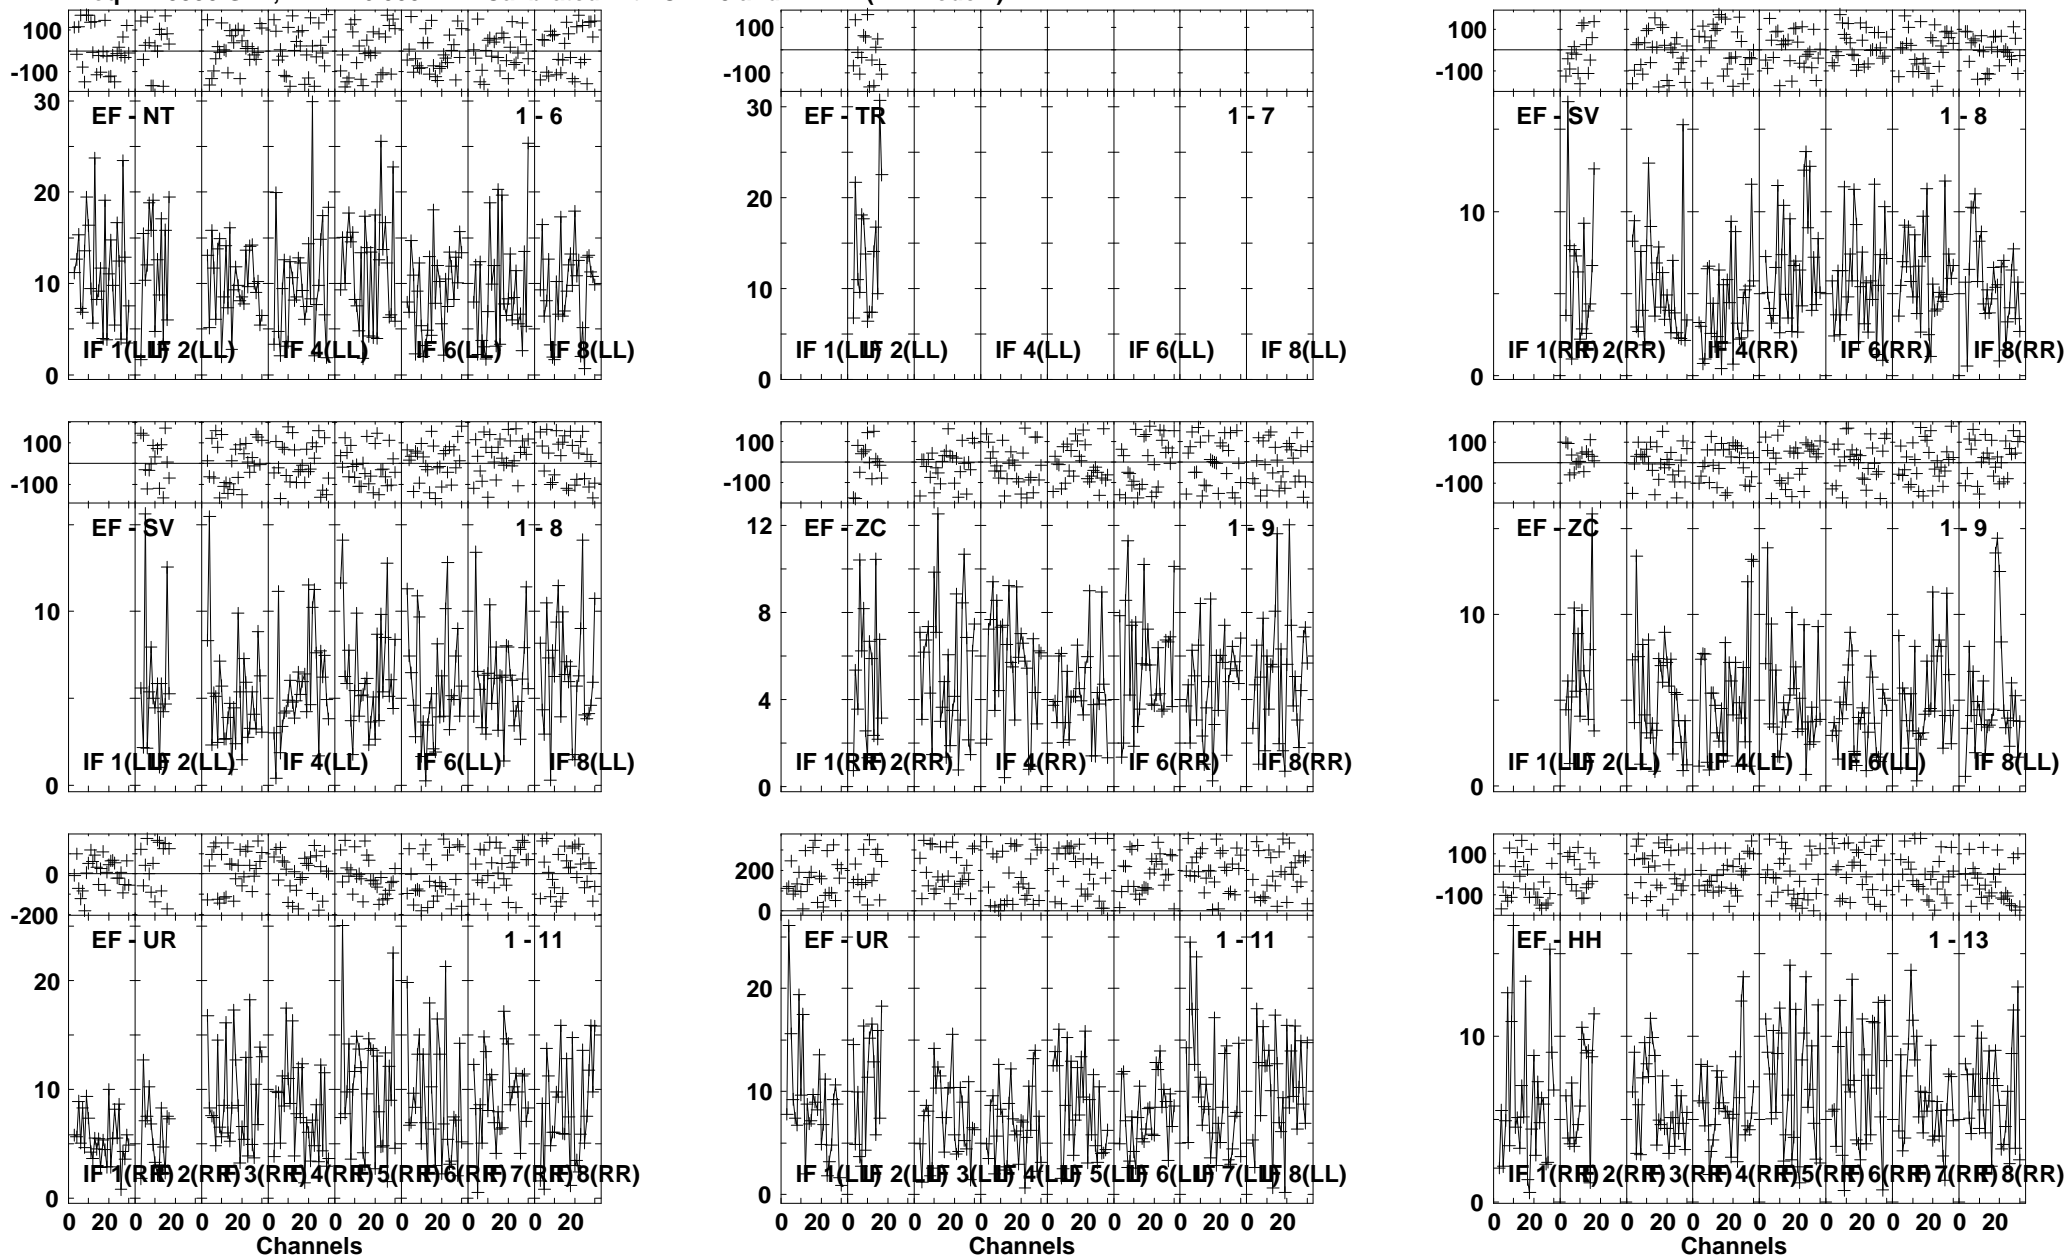 100
-100
30
20
10
0
EF - NT 1 - 6
IF 1(LL) IF 2(LL) IF 4(LL) IF 6(LL) IF 8(LL)
100
-100
30
20
10
0
EF - TR 1 - 7
IF 1(LL) IF 2(LL) IF 4(LL) IF 6(LL) IF 8(LL)
100
-100
10
0
EF - SV 1 - 8
IF 1(RR) IF 2(RR) IF 4(RR) IF 6(RR) IF 8(RR)
100
-100
10
0
EF - SV 1 - 8
IF 1(LL) IF 2(LL) IF 4(LL) IF 6(LL) IF 8(LL)
100
-100
12
8
4
0
EF - ZC 1 - 9
IF 1(RR) IF 2(RR) IF 4(RR) IF 6(RR) IF 8(RR)
100
-100
10
0
EF - ZC 1 - 9
IF 1(LL) IF 2(LL) IF 4(LL) IF 6(LL) IF 8(LL)
0
-200
20
10
0
EF - UR 1 - 11
IF 1(RR) IF 2(RR) IF 3(RR) IF 4(RR) IF 5(RR) IF 6(RR) IF 7(RR) IF 8(RR)
0 20 0 20 0 20 0 20 0 20 0 20 0 20 0 20
Channels
200
0
20
10
0
EF - UR 1 - 11
IF 1(LL) IF 2(LL) IF 3(LL) IF 4(LL) IF 5(LL) IF 6(LL) IF 7(LL) IF 8(LL)
0 20 0 20 0 20 0 20 0 20 0 20 0 20 0 20
Channels
100
-100
10
0
EF - HH 1 - 13
IF 1(RR) IF 2(RR) IF 3(RR) IF 4(RR) IF 5(RR) IF 6(RR) IF 7(RR) IF 8(RR)
0 20 0 20 0 20 0 20 0 20 0 20 0 20 0 20
Channels